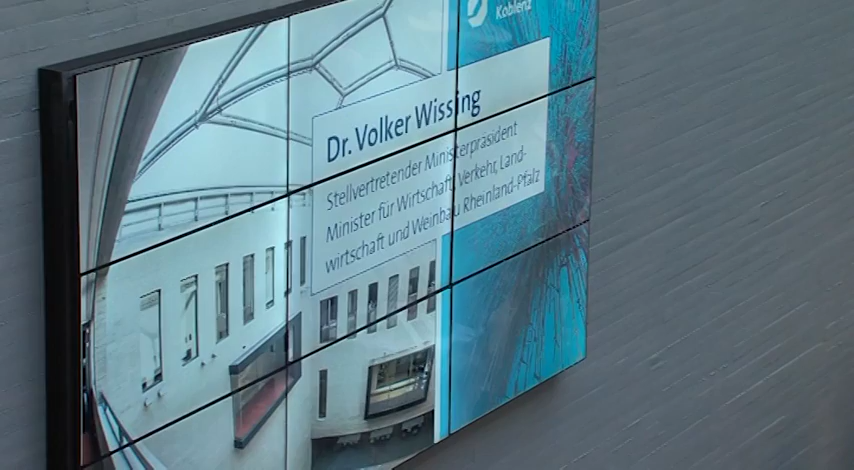 Koblenz
Dr. Volker Wissing
Stellvertretender Ministerpräsident
Minister für Wirtschaft, Verkehr, Land-
wirtschaft und Weinbau Rheinland-Pfalz